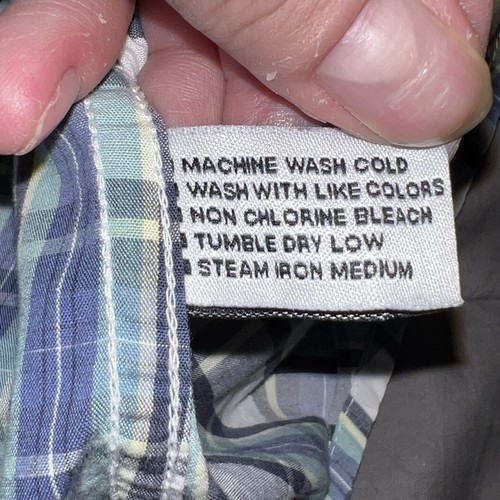 MACHINE WASH COLD
WASH WITH LIKE COLORS
NON CHLORINE BLEACH
TUMBLE DRY LOW
STEAM IRON MEDIUM